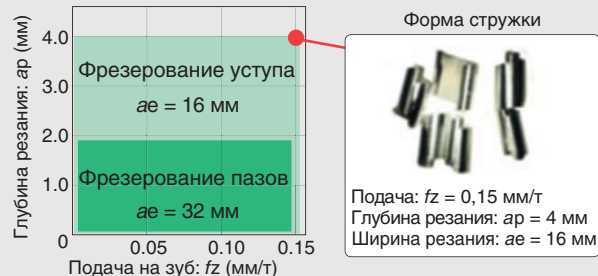 Глубина резания: ap (мм)
4.0
3.0
2.0
1.0
0
Фрезерование уступа
ae = 16 мм
Фрезерование пазов
ae = 32 мм
0.05
0.10
0.15
Подача на зуб: fz (мм/т)
Форма стружки
Подача: fz = 0,15 мм/т
Глубина резания: ap = 4 мм
Ширина резания: ae = 16 мм